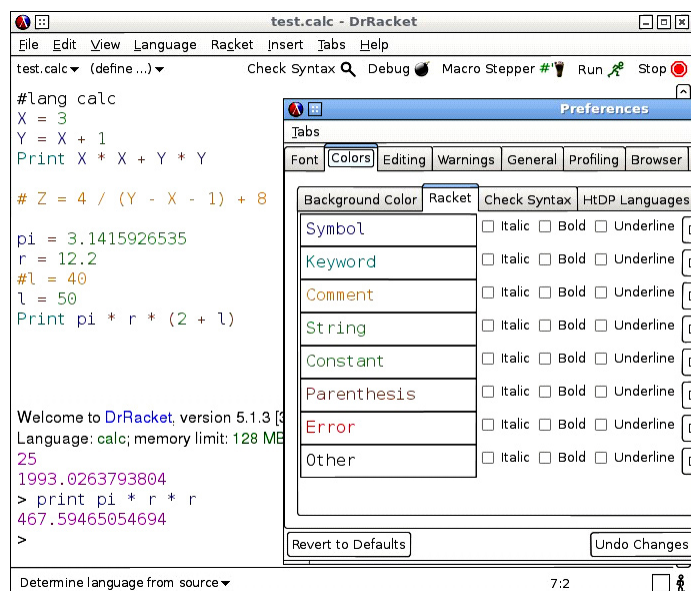 test.calc - DrRacket
File Edit View Language Racket Insert Tabs Help
test.calc (define ...) Check Syntax Debug Macro Stepper #' Run Stop
#lang calc
X = 3
Y = X + 1
Print X * X + Y * Y
# Z = 4 / (Y - X - 1) + 8
pi = 3.1415926535
r = 12.2
#l = 40
l = 50
Print pi * r * (2 + l)
Welcome to DrRacket, version 5.1.3 [3
Language: calc; memory limit: 128 MB
25
1993.0263793804
> print pi * r * r
467.59465054694
>
Preferences
Tabs
Font Colors Editing Warnings General Profiling Browser
Background Color Racket Check Syntax HtDP Languages
Symbol Italic Bold Underline
Keyword Italic Bold Underline
Comment Italic Bold Underline
String Italic Bold Underline
Constant Italic Bold Underline
Parenthesis Italic Bold Underline
Error Italic Bold Underline
Other Italic Bold Underline
Revert to Defaults Undo Changes
Determine language from source 7:2